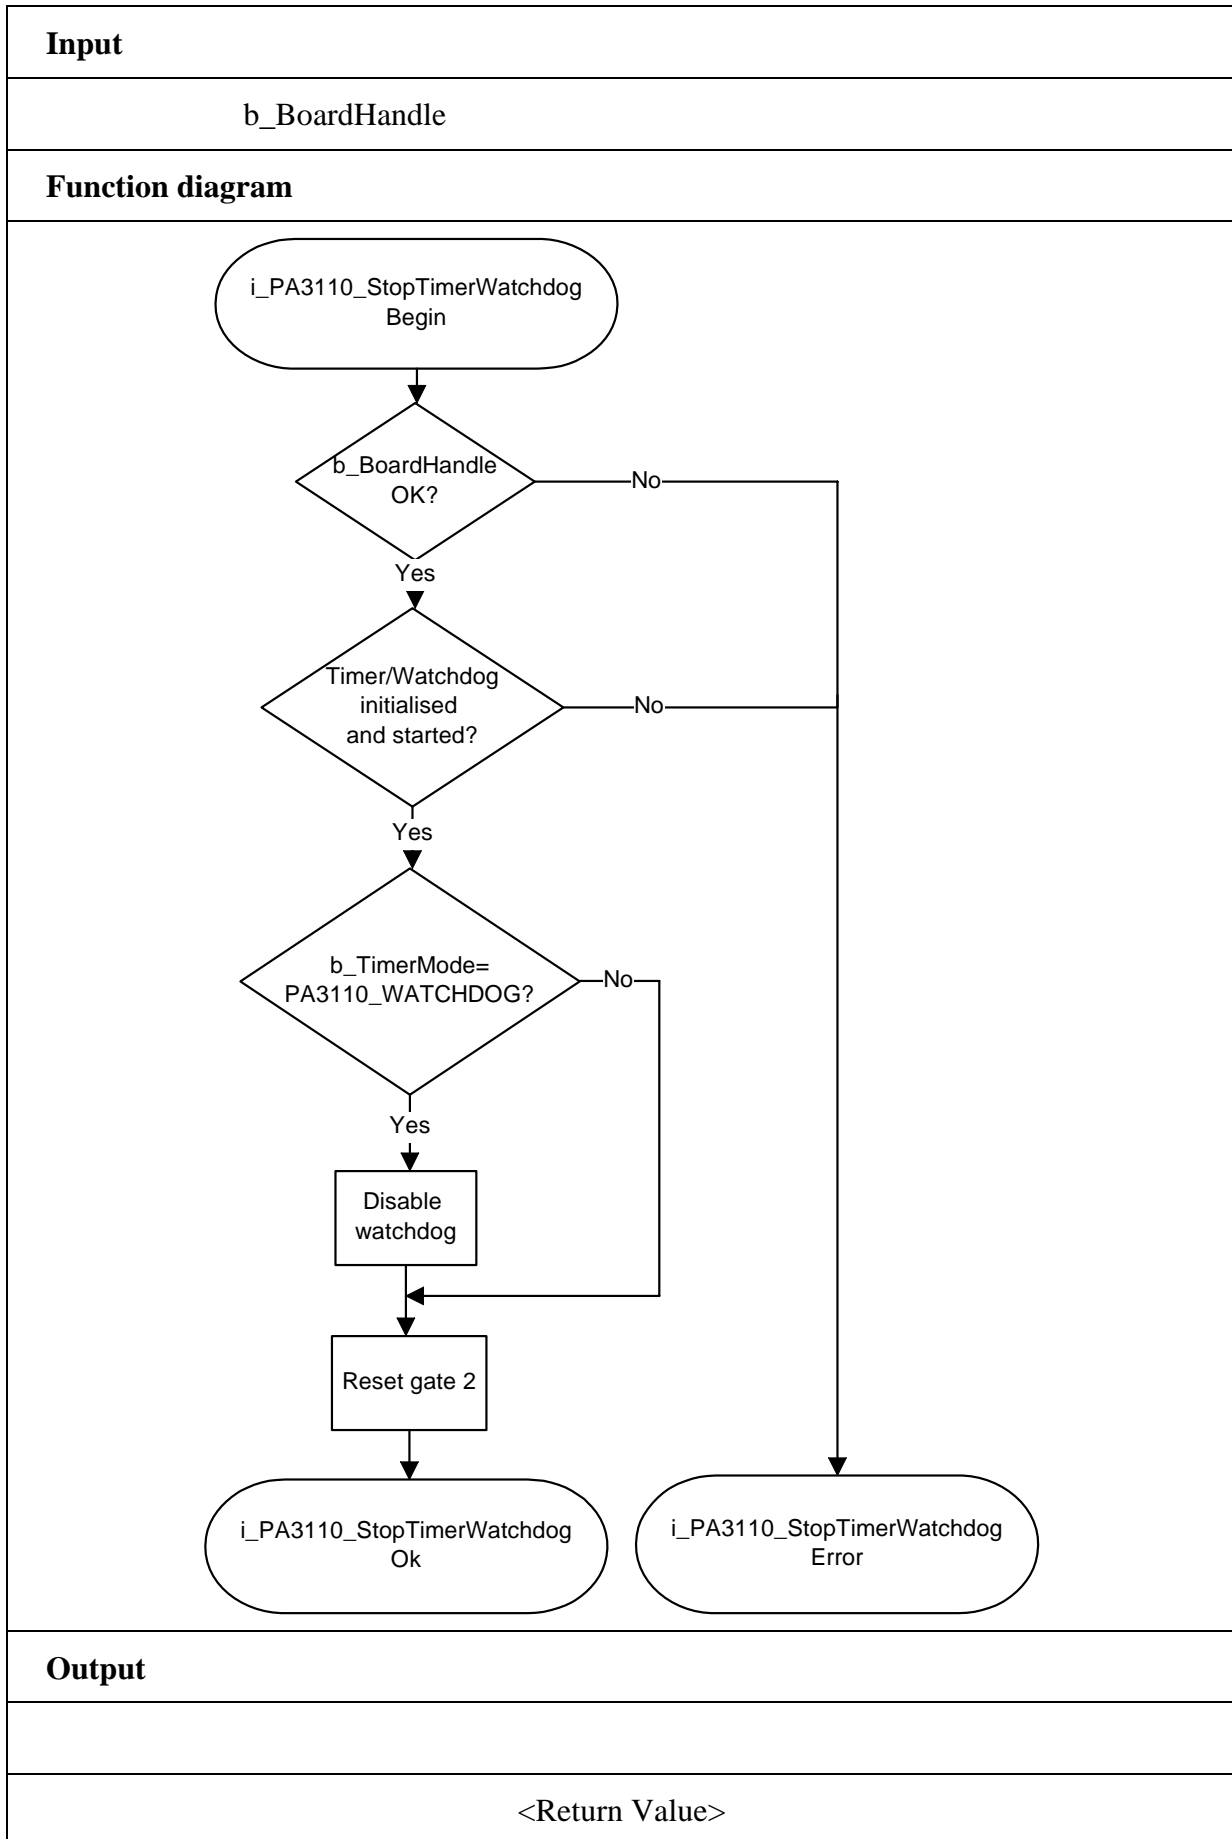 Input
b_BoardHandle
Function diagram
i_PA3110_StopTimerWatchdog
Begin
b_BoardHandle
OK?
No
Yes
Timer/Watchdog
initialised
and started?
No
Yes
b_TimerMode=
PA3110_WATCHDOG?
No
Yes
Disable
watchdog
Reset gate 2
i_PA3110_StopTimerWatchdog
Ok
i_PA3110_StopTimerWatchdog
Error
Output
<Return Value>